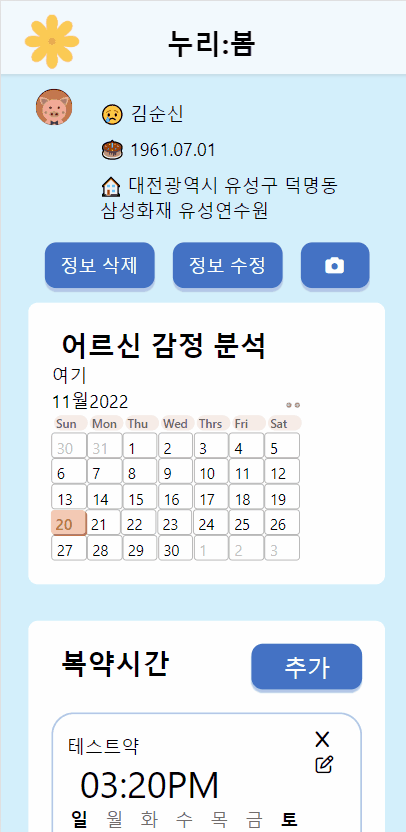 누리:봄
김순신
1961.07.01
대전광역시 유성구 덕명동
삼성화재 유성연수원
정보 삭제 정보 수정
어르신 감정 분석
여기
11월2022
Sun Mon Thu Wed Thrs Fri Sat
30 31 1 2 3 4 5
6 7 8 9 10 11 12
13 14 15 16 17 18 19
20 21 22 23 24 25 26
27 28 29 30 1 2 3
복약시간 추가
테스트약 X
03:20PM
일 월 화 수 목 금 토